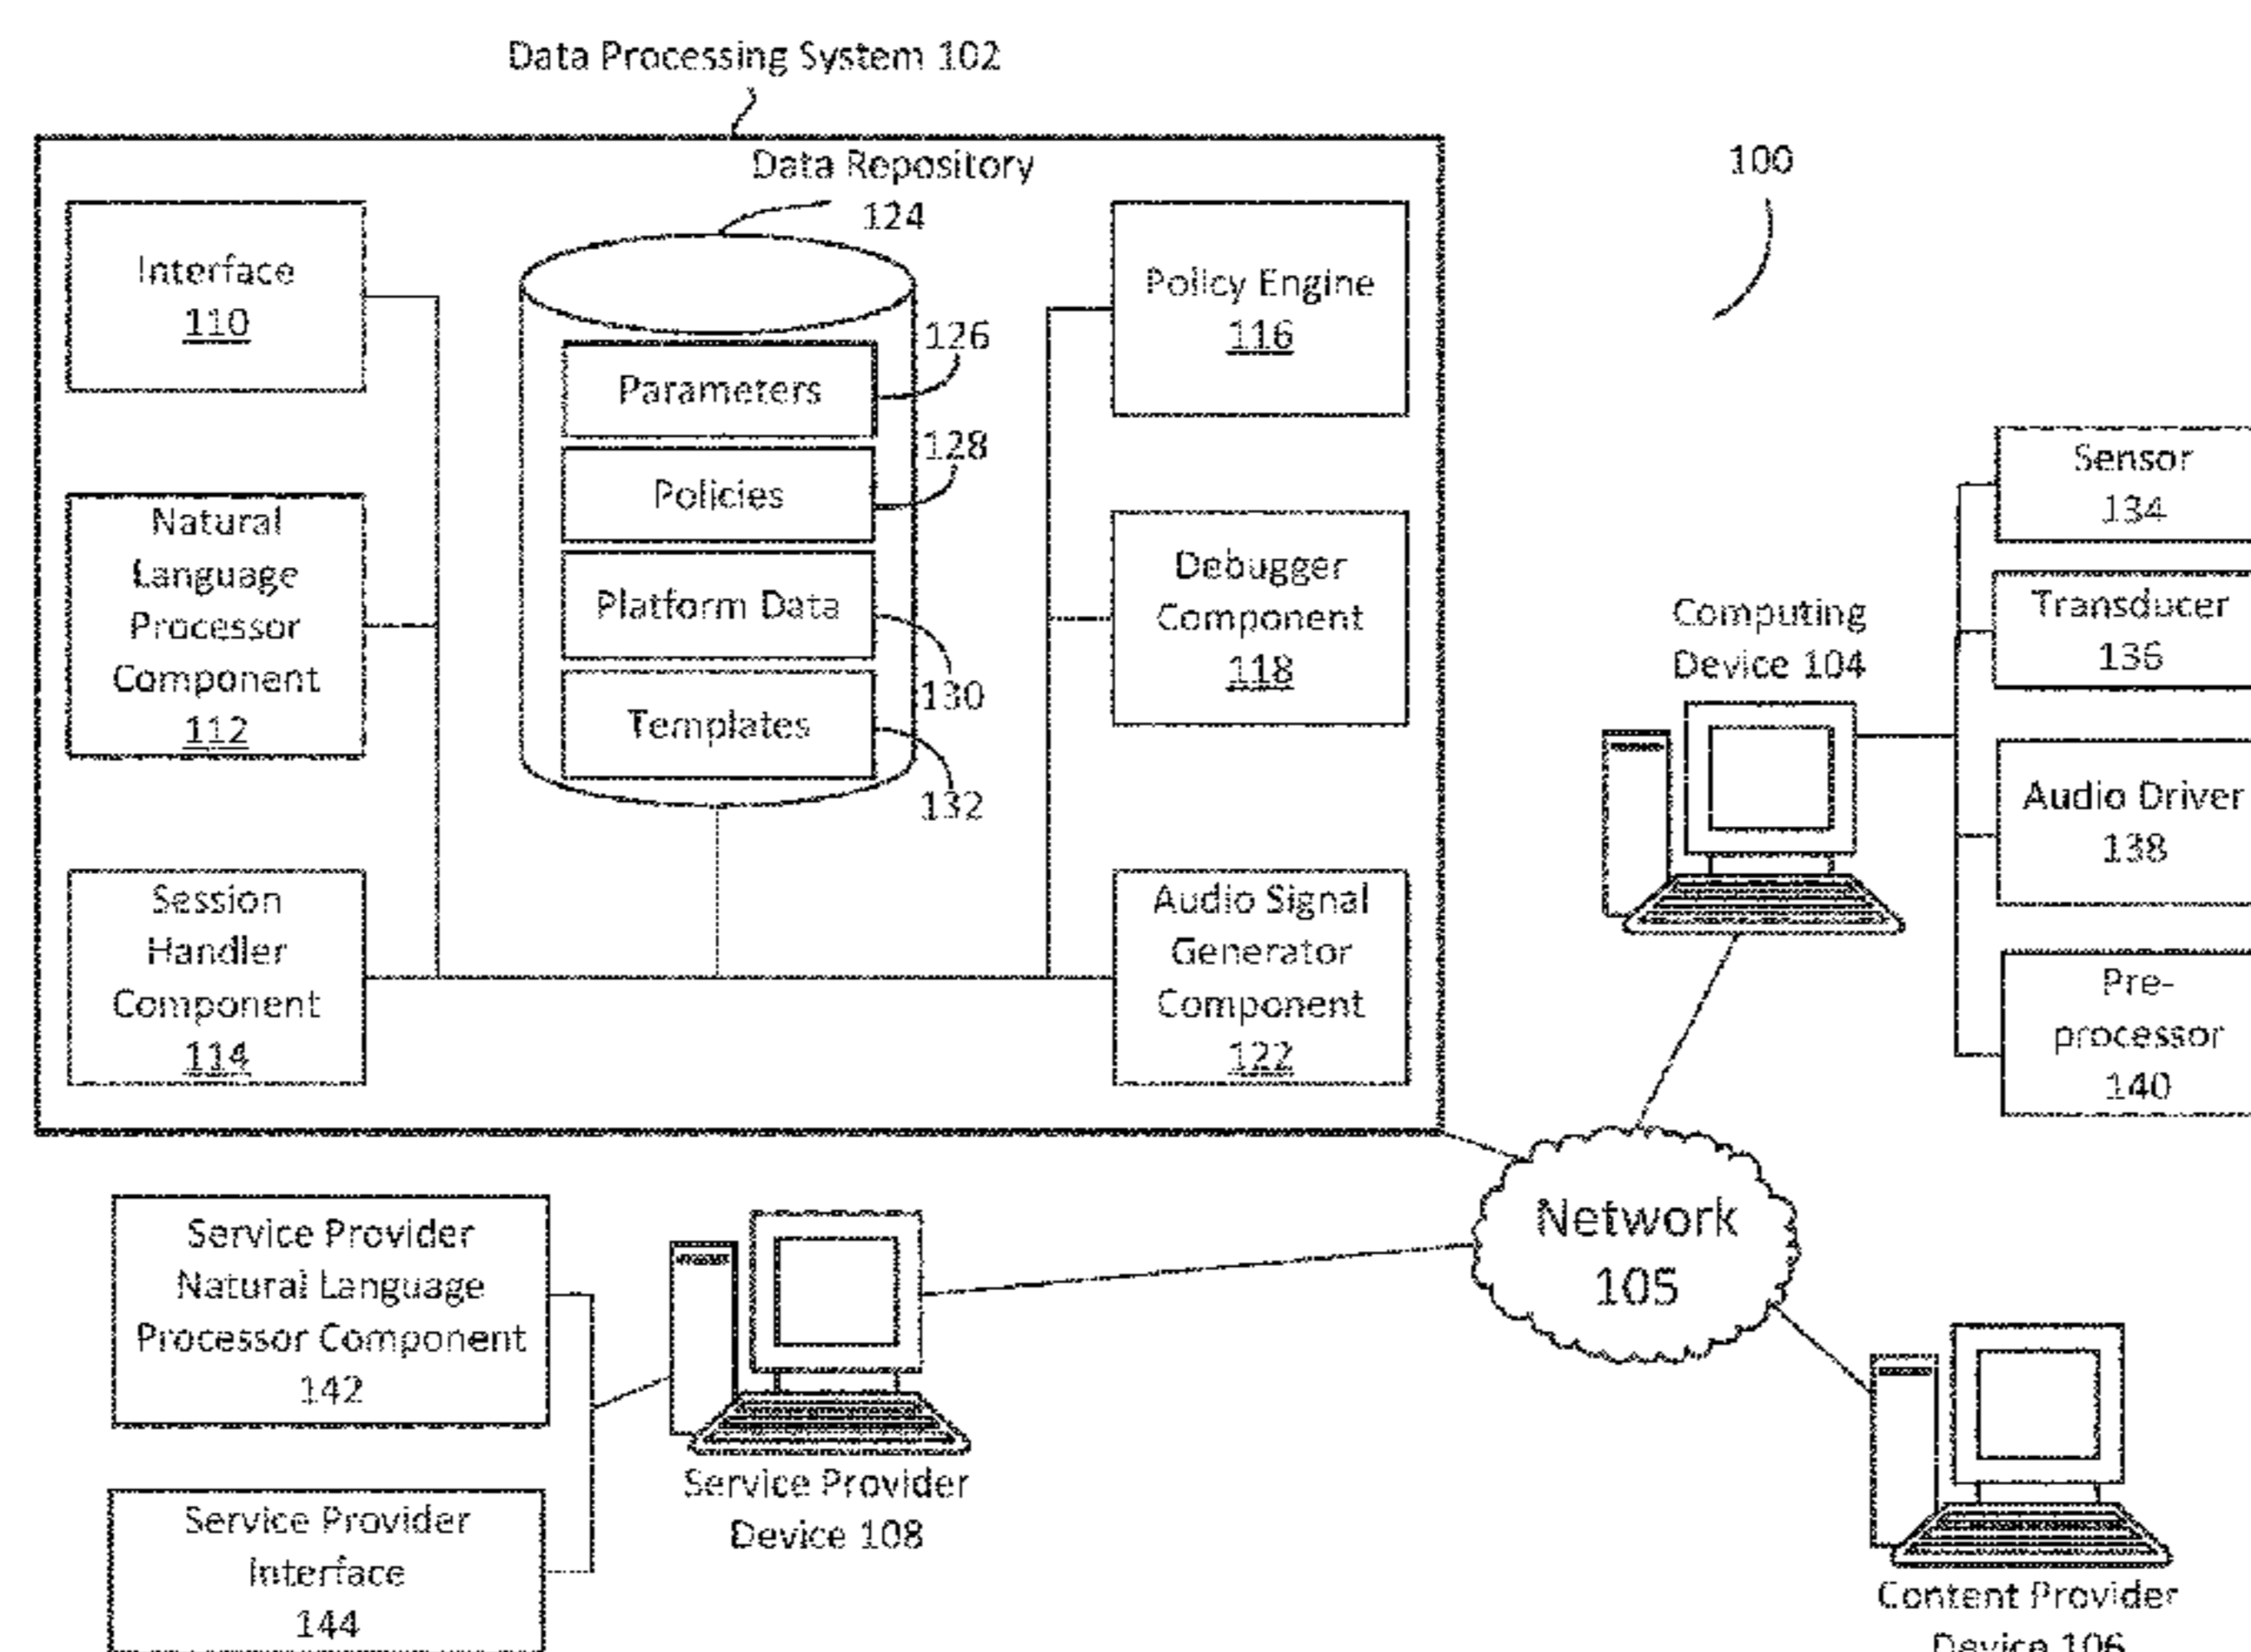 Data Processing System 102
Data Repository
124
100
Interface
110
Policy Engine
116
126
Parameters
128
Policies
Platform Data
130
Templates
132
Natural
Language
Processor
Component
112
Debugger
Component
118
Session
Handler
Component
114
Audio Signal
Generator
Component
122
Computing
Device 104
Sensor
134
Transducer
136
Audio Driver
138
Pre-
processor
140
Network
105
Service Provider
Natural Language
Processor Component
142
Service Provider
Interface
144
Service Provider
Device 108
Content Provider
Device 106